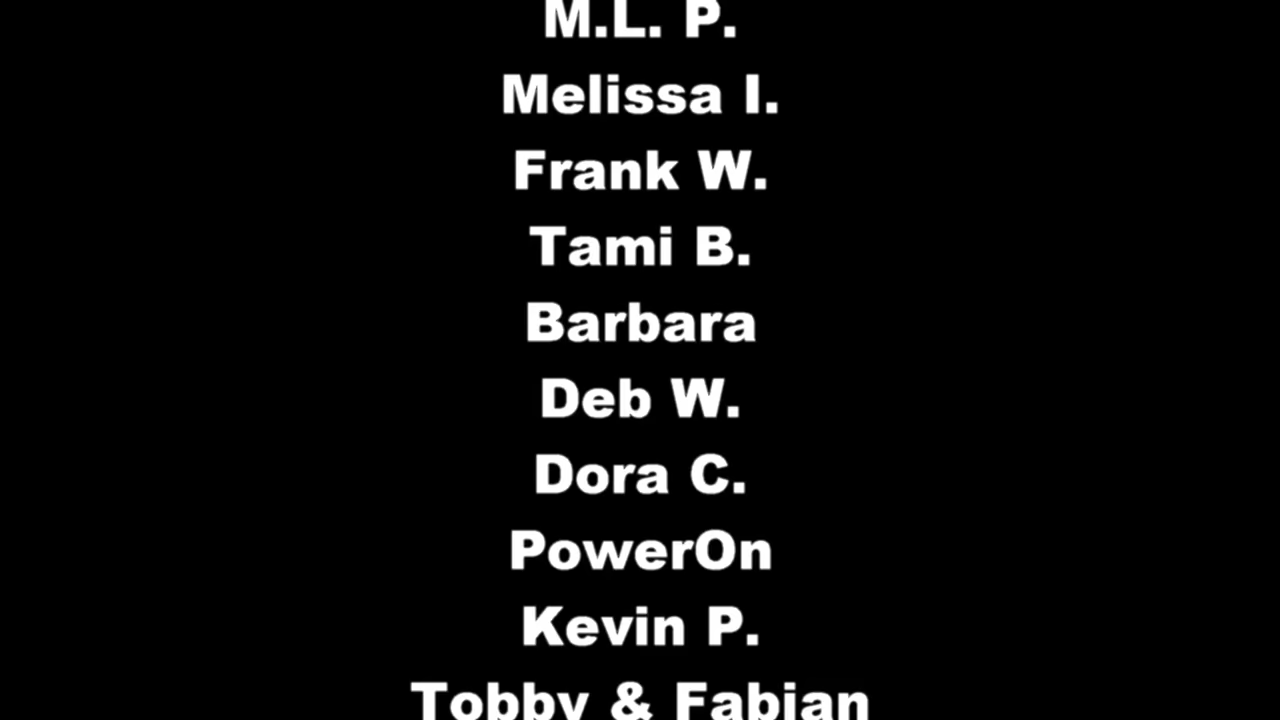 M.L. P.
Melissa I.
Frank W.
Tami B.
Barbara
Deb W.
Dora C.
PowerOn
Kevin P.
Tobby & Fabian